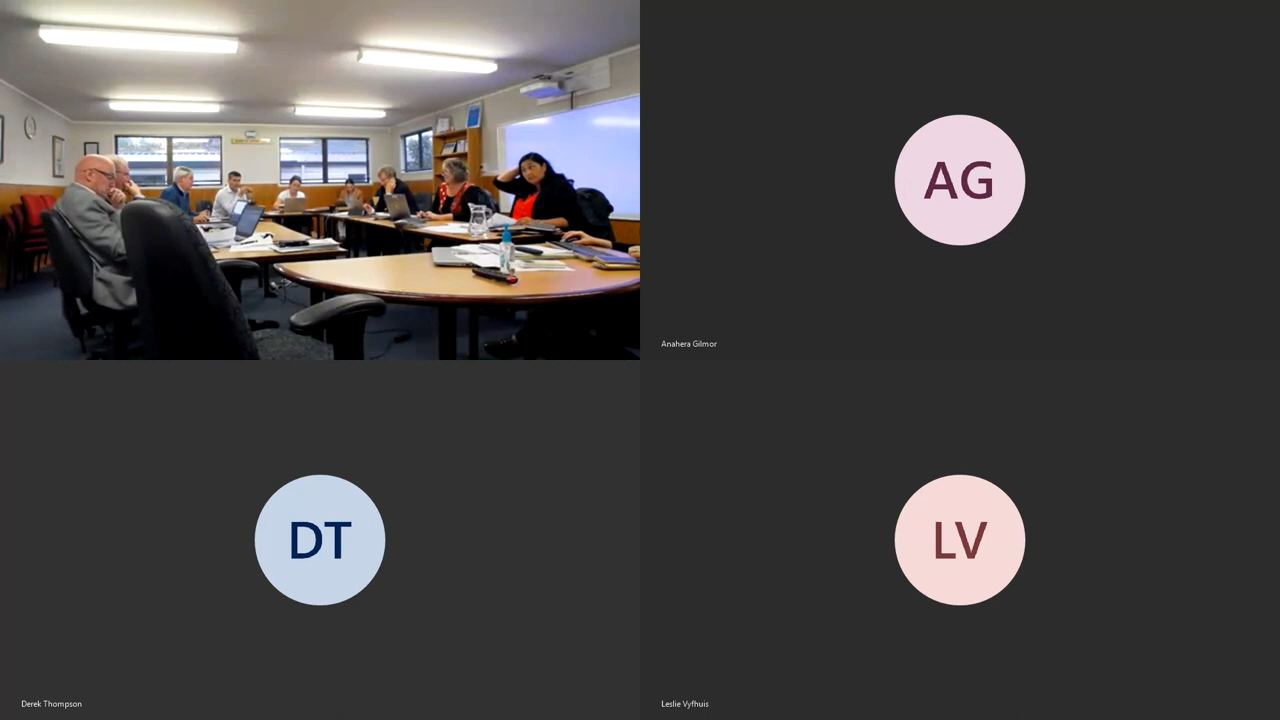 AG
Anahera Gilmor
DT
Derek Thompson
LV
Leslie Vyfhuis